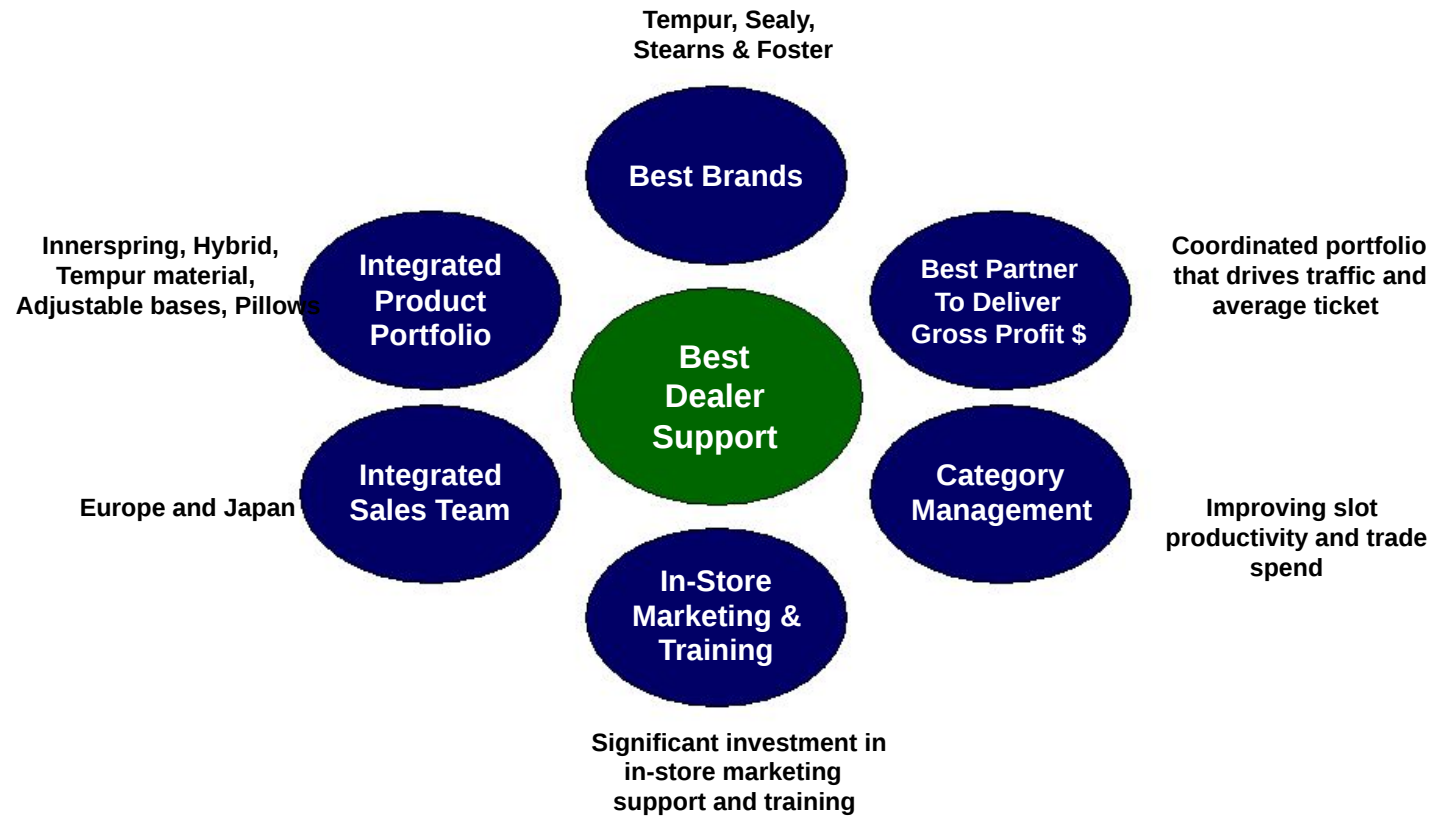 Tempur, Sealy,
Stearns & Foster
Best Brands
Innerspring, Hybrid,
Tempur material,
Adjustable bases, Pillows
Integrated
Product
Portfolio
Best Partner
To Deliver
Gross Profit $
Coordinated portfolio
that drives traffic and
average ticket
Best
Dealer
Support
Europe and Japan
Integrated
Sales Team
Category
Management
Improving slot
productivity and trade
spend
In-Store
Marketing &
Training
Significant investment in
in-store marketing
support and training